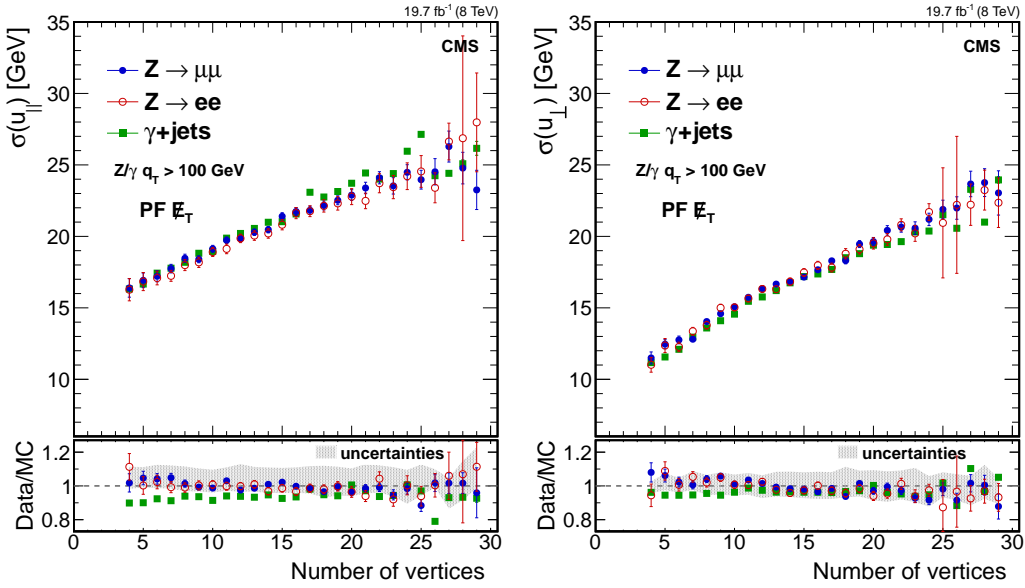 19.7 fb⁻¹ (8 TeV)
CMS
σ(u∥) [GeV]
Z → μμ
Z → ee
γ+jets
Z/γ q_T > 100 GeV
PF E̸_T
40
35
30
25
20
15
10
Data/MC
uncertainties
1.2
1
0.8
0 5 10 15 20 25 30
Number of vertices
19.7 fb⁻¹ (8 TeV)
CMS
σ(u⊥) [GeV]
Z → μμ
Z → ee
γ+jets
Z/γ q_T > 100 GeV
PF E̸_T
35
30
25
20
15
10
Data/MC
uncertainties
1.2
1
0.8
0 5 10 15 20 25 30
Number of vertices